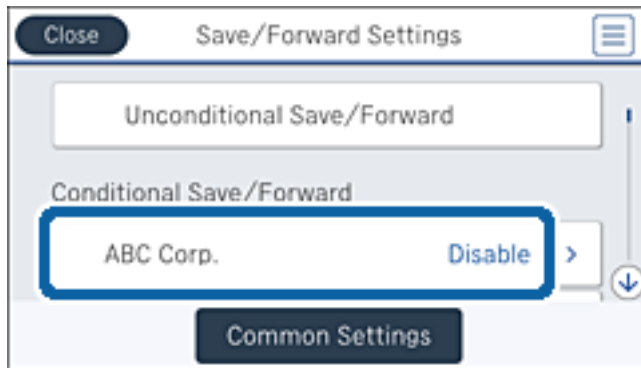 Close Save/Forward Settings
Unconditional Save/Forward
Conditional Save/Forward
ABC Corp. Disable >
Common Settings